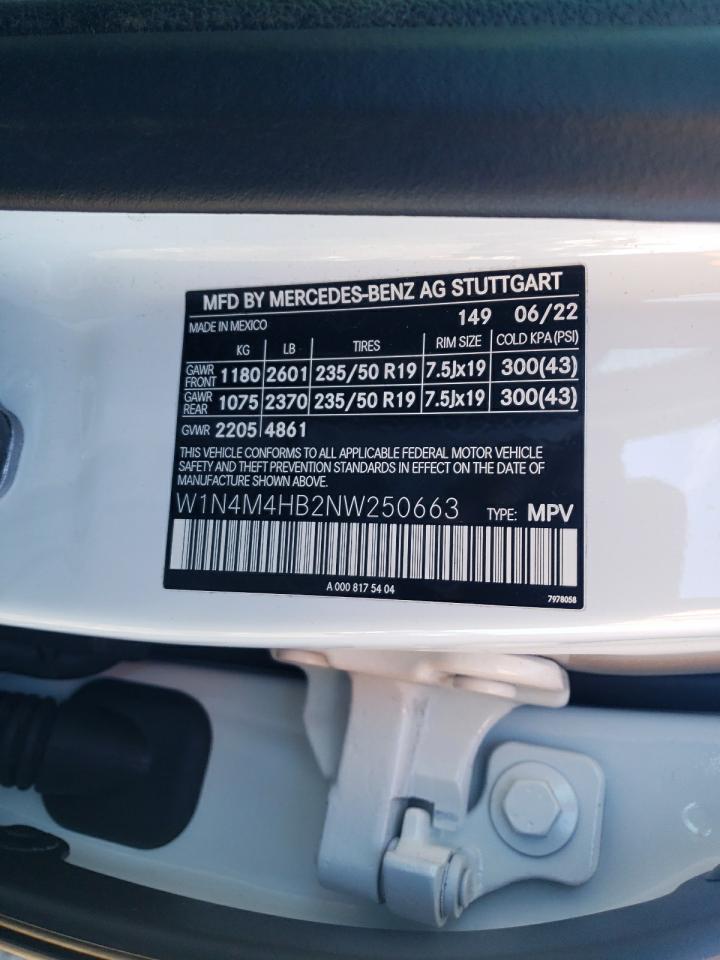 MFD BY MERCEDES-BENZ AG STUTTGART
MADE IN MEXICO 149 06/22
KG LB TIRES RIM SIZE COLD KPA (PSI)
GAWR FRONT 1180 2601 235/50 R19 7.5Jx19 300(43)
GAWR REAR 1075 2370 235/50 R19 7.5Jx19 300(43)
GVWR 2205 4861
THIS VEHICLE CONFORMS TO ALL APPLICABLE FEDERAL MOTOR VEHICLE
SAFETY AND THEFT PREVENTION STANDARDS IN EFFECT ON THE DATE OF
MANUFACTURE SHOWN ABOVE.
W1N4M4HB2NW250663 TYPE: MPV
A 000 817 54 04
7978058